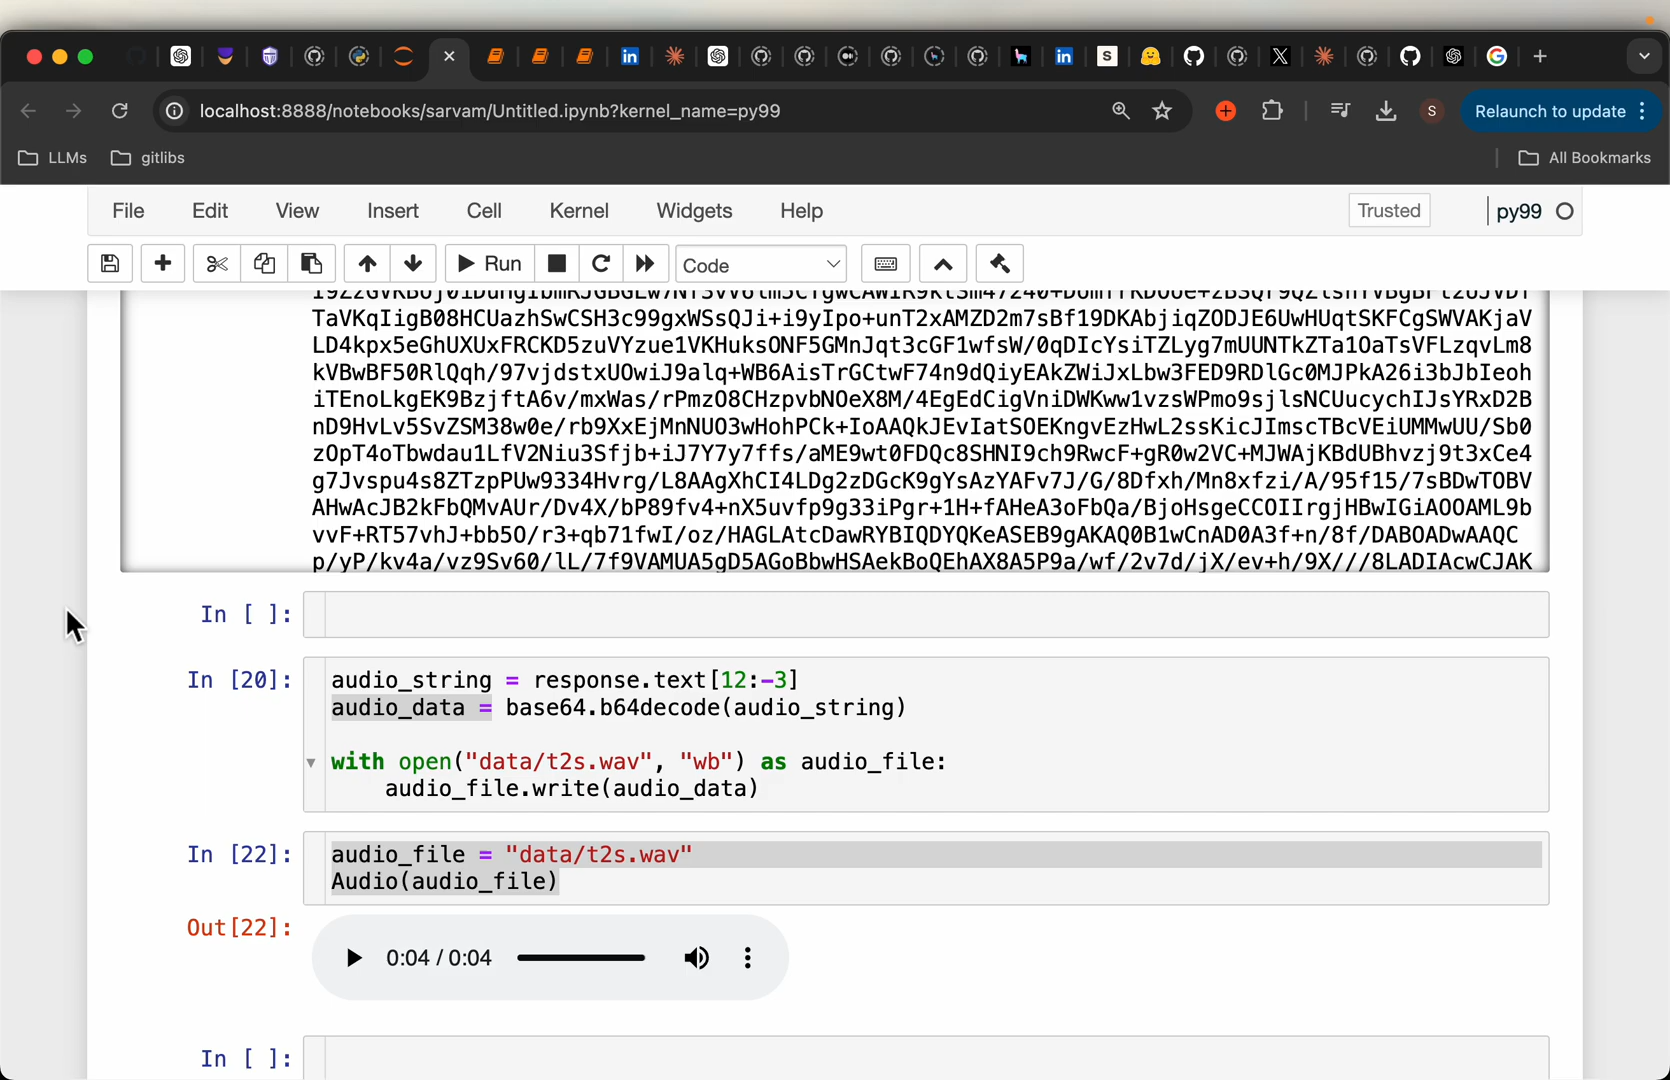 localhost:8888/notebooks/sarvam/Untitled.ipynb?kernel_name=py99
S
Relaunch to update
LLMs
gitlibs
All Bookmarks
File Edit View Insert Cell Kernel Widgets Help
Trusted
py99
Run
Code
TaVKqIigB08HCUazhSwCSH3c99gxWSsQJi+i9yIpo+unT2xAMZD2m7sBf19DKAbjiqZODJE6UwHUqtSKFCgSWVAKjaV
LD4kpx5eGhUXUxFRCKD5zuVYzue1VKHuksONF5GMnJqt3cGF1wfsW/0qDIcYsiTZLyg7mUUNTkZTa1OaTsVFLzqvLm8
kVBwBF50RlQqh/97vjdstxUOwiJ9alq+WB6AisTrGCtwF74n9dQiyEAkZWiJxLbw3FED9RDlGc0MJPkA26i3bJbIeoh
iTEnoLkgEK9BzjftA6v/mxWas/rPmzO8CHzpvbNOeX8M/4EgEdCigVniDWKww1vzsWPmo9sjlsNCUucychIJsYRxD2B
nD9HvLv5SvZSM38w0e/rb9XxEjMnNUO3wHohPCk+IoAAQkJEvIatSOEKngvEzHwL2ssKicJImscTBcVEiUMMwUU/Sb0
zOpT4oTbwdau1LfV2Niu3Sfjb+iJ7Y7y7ffs/aME9wt0FDQc8SHNI9ch9RwcF+gR0w2VC+MJWAjKBdUBhvzj9t3xCe4
g7Jvspu4s8ZTzpPUw9334Hvrg/L8AAgXhCI4LDg2zDGcK9gYsAzYAFv7J/G/8Dfxh/Mn8xfzi/A/95f15/7sBDwTOBV
AHwAcJB2kFbQMvAUr/Dv4X/bP89fv4+nX5uvfp9g33iPgr+1H+fAHeA3oFbQa/BjoHsgeCCOIIrgjHBwIGiAOOAML9b
vvF+RT57vhJ+bb5O/r3+qb71fwI/oz/HAGLAtcDawRYBIQDYQKeASEB9gAKAQ0B1wCnAD0A3f+n/8f/DABOADwAAQC
p/yP/kv4a/vz9Sv60/lL/7f9VAMUA5gD5AGoBbwHSAekBoQEhAX8A5P9a/wf/2v7d/jX/ev+h/9X///8LADIAcwCJAK
In [ ]:
In [20]:
audio_string = response.text[12:-3]
audio_data = base64.b64decode(audio_string)
with open("data/t2s.wav", "wb") as audio_file:
audio_file.write(audio_data)
In [22]:
audio_file = "data/t2s.wav"
Audio(audio_file)
Out[22]:
0:04 / 0:04
In [ ]: